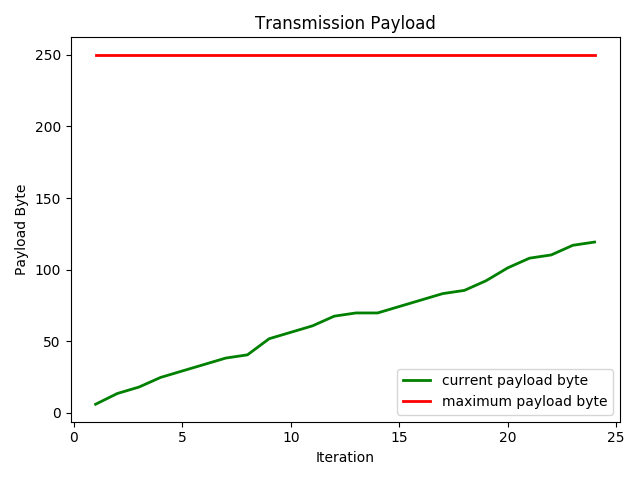 Transmission Payload
Payload Byte
250
200
150
100
50
0
0
5
10
15
20
25
Iteration
current payload byte
maximum payload byte